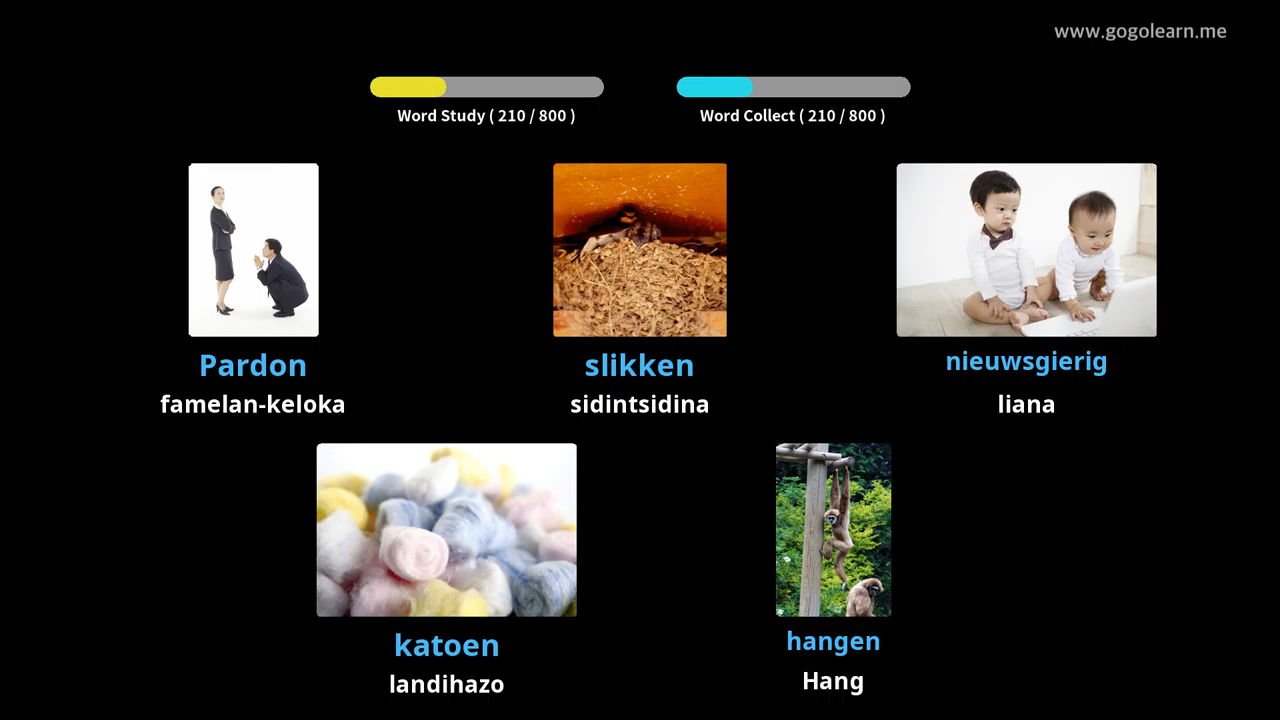 www.gogolearn.me
Word Study ( 210 / 800 )
Word Collect ( 210 / 800 )
Pardon
famelan-keloka
slikken
sidintsidina
nieuwsgierig
liana
katoen
landihazo
hangen
Hang